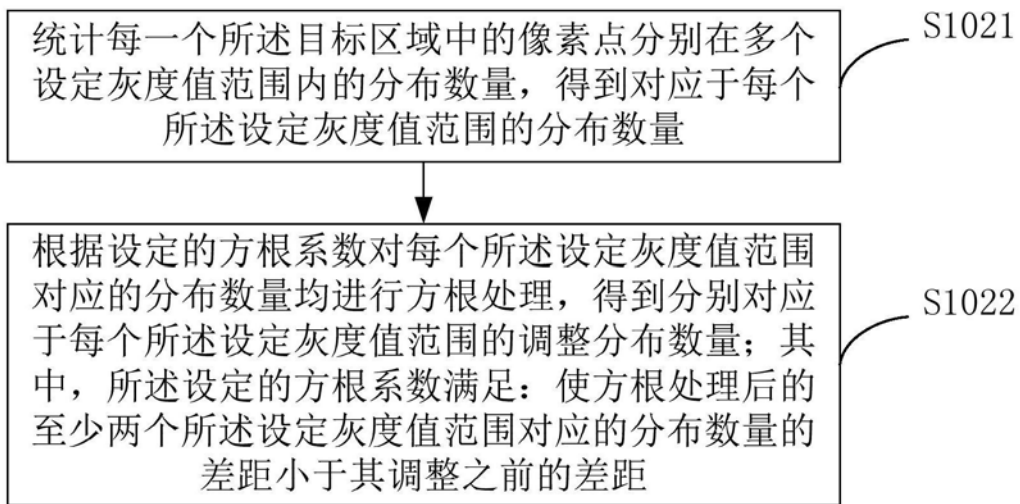 统计每一个所述目标区域中的像素点分别在多个
设定灰度值范围内的分布数量，得到对应于每个
所述设定灰度值范围的分布数量
S1021
根据设定的方根系数对每个所述设定灰度值范围
对应的分布数量均进行方根处理，得到分别对应
于每个所述设定灰度值范围的调整分布数量；其
中，所述设定的方根系数满足：使方根处理后的
至少两个所述设定灰度值范围对应的分布数量的
差距小于其调整之前的差距
S1022